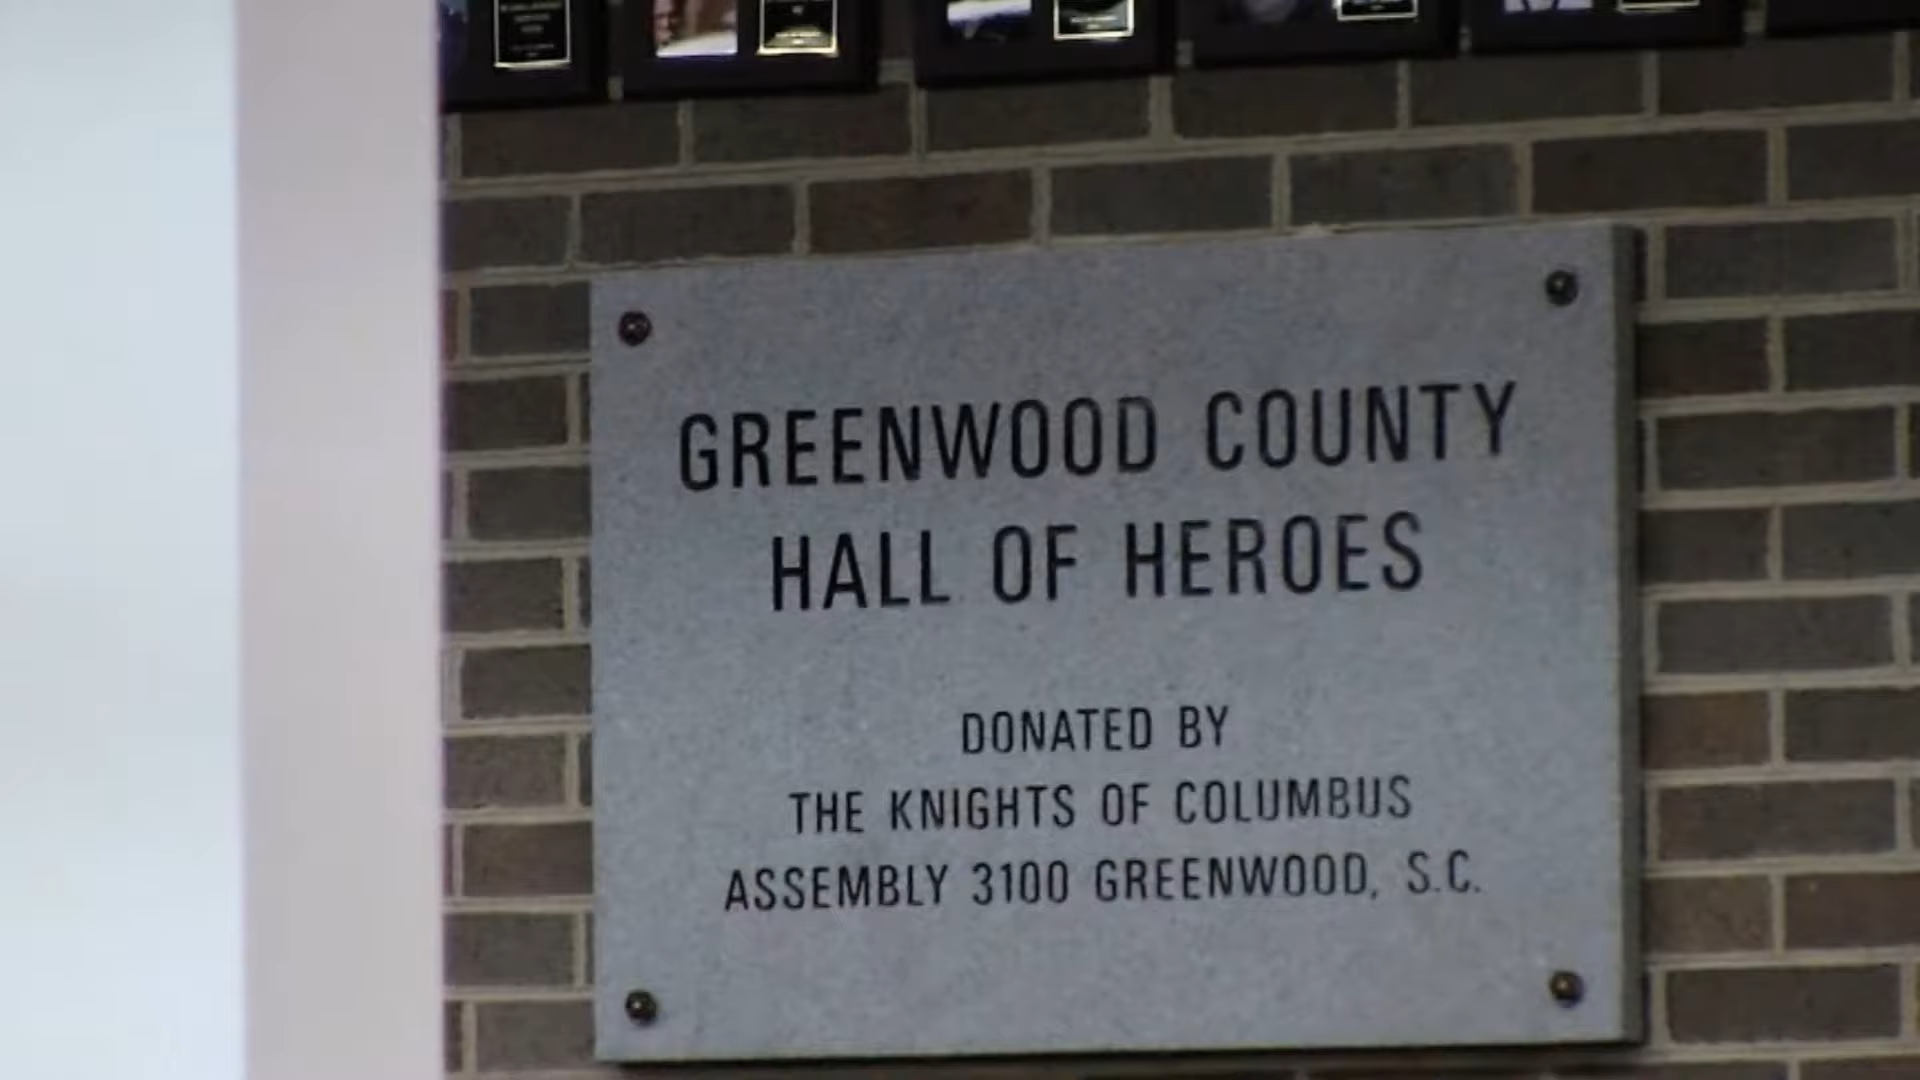 GREENWOOD COUNTY
HALL OF HEROES
DONATED BY
THE KNIGHTS OF COLUMBUS
ASSEMBLY 3100 GREENWOOD, S.C.